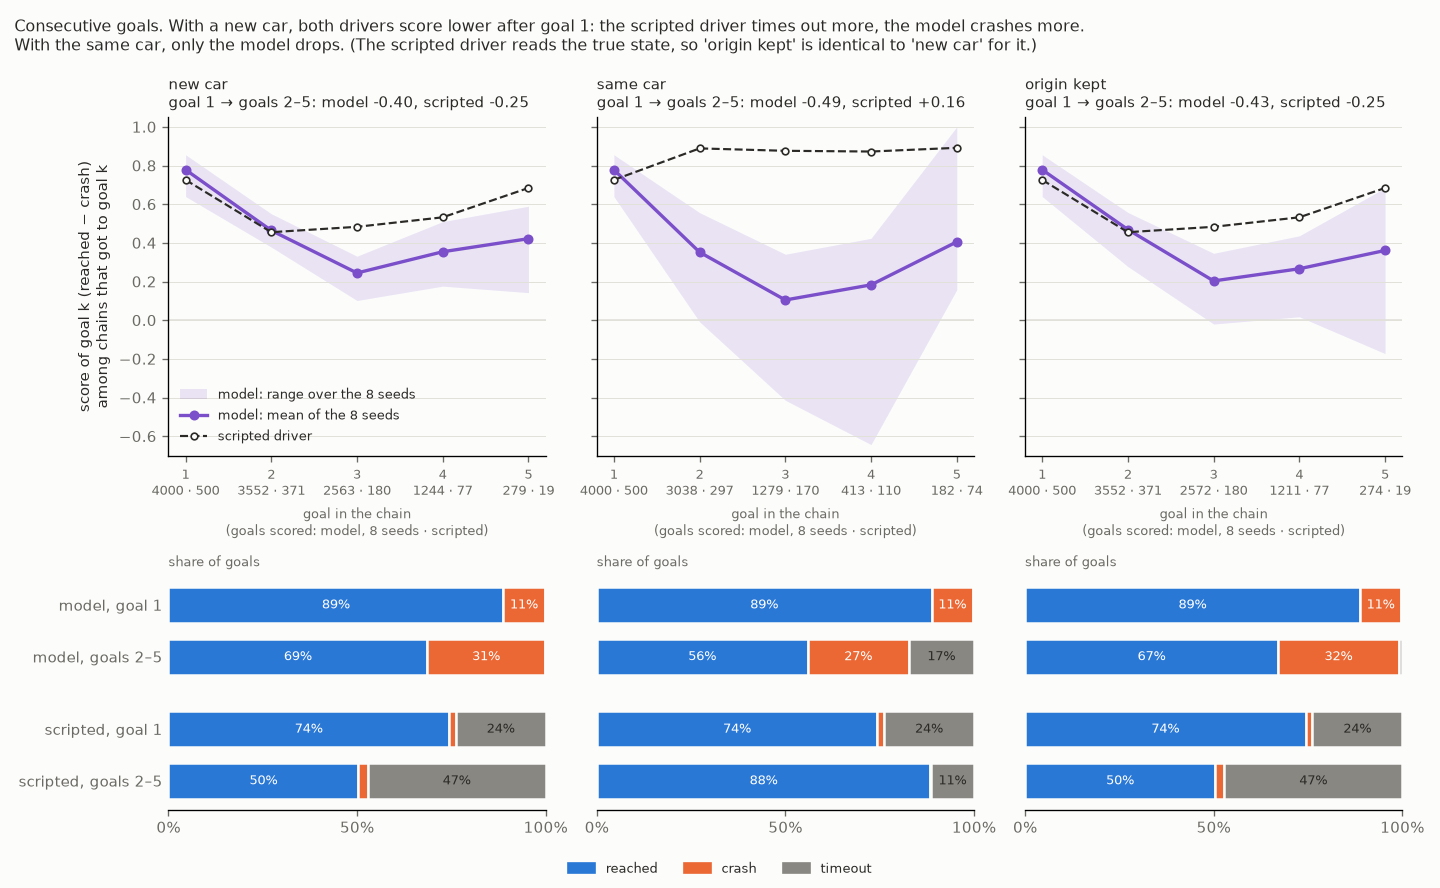 Consecutive goals. With a new car, both drivers score lower after goal 1: the scripted driver times out more, the model crashes more.
With the same car, only the model drops. (The scripted driver reads the true state, so 'origin kept' is identical to 'new car' for it.)
new car
goal 1 → goals 2–5: model -0.40, scripted -0.25
same car
goal 1 → goals 2–5: model -0.49, scripted +0.16
origin kept
goal 1 → goals 2–5: model -0.43, scripted -0.25
score of goal k (reached − crash)
among chains that got to goal k
1.0
0.8
0.6
0.4
0.2
0.0
−0.2
−0.4
−0.6
model: range over the 8 seeds
model: mean of the 8 seeds
scripted driver
1 2 3 4 5
4000 · 500 3552 · 371 2563 · 180 1244 · 77 279 · 19
goal in the chain
(goals scored: model, 8 seeds · scripted)
1 2 3 4 5
4000 · 500 3038 · 297 1279 · 170 413 · 110 182 · 74
goal in the chain
(goals scored: model, 8 seeds · scripted)
1 2 3 4 5
4000 · 500 3552 · 371 2572 · 180 1211 · 77 274 · 19
goal in the chain
(goals scored: model, 8 seeds · scripted)
share of goals
share of goals
share of goals
model, goal 1 89% 11% 89% 11% 89% 11%
model, goals 2–5 69% 31% 56% 27% 17% 67% 32%
scripted, goal 1 74% 24% 74% 24% 74% 24%
scripted, goals 2–5 50% 47% 88% 11% 50% 47%
0% 50% 100% 0% 50% 100% 0% 50% 100%
reached crash timeout